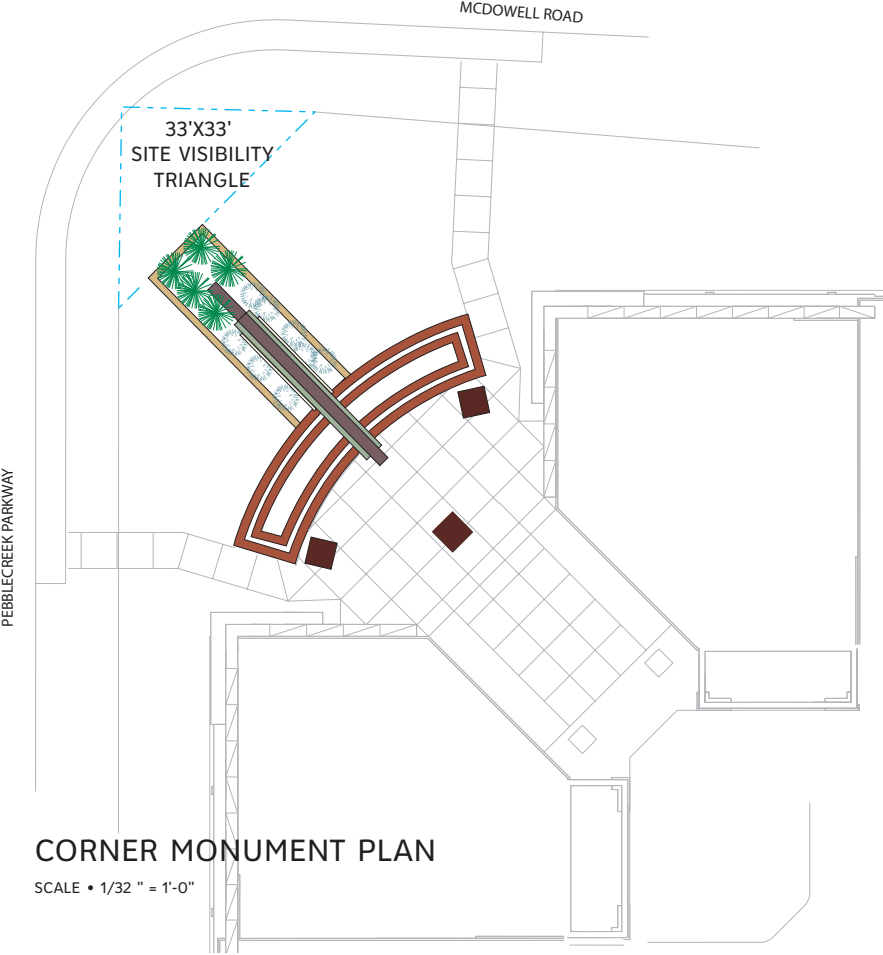 MCDOWELL ROAD
33'X33'
SITE VISIBILITY
TRIANGLE
PEBBLECREEK PARKWAY
CORNER MONUMENT PLAN
SCALE • 1/32 " = 1'-0"